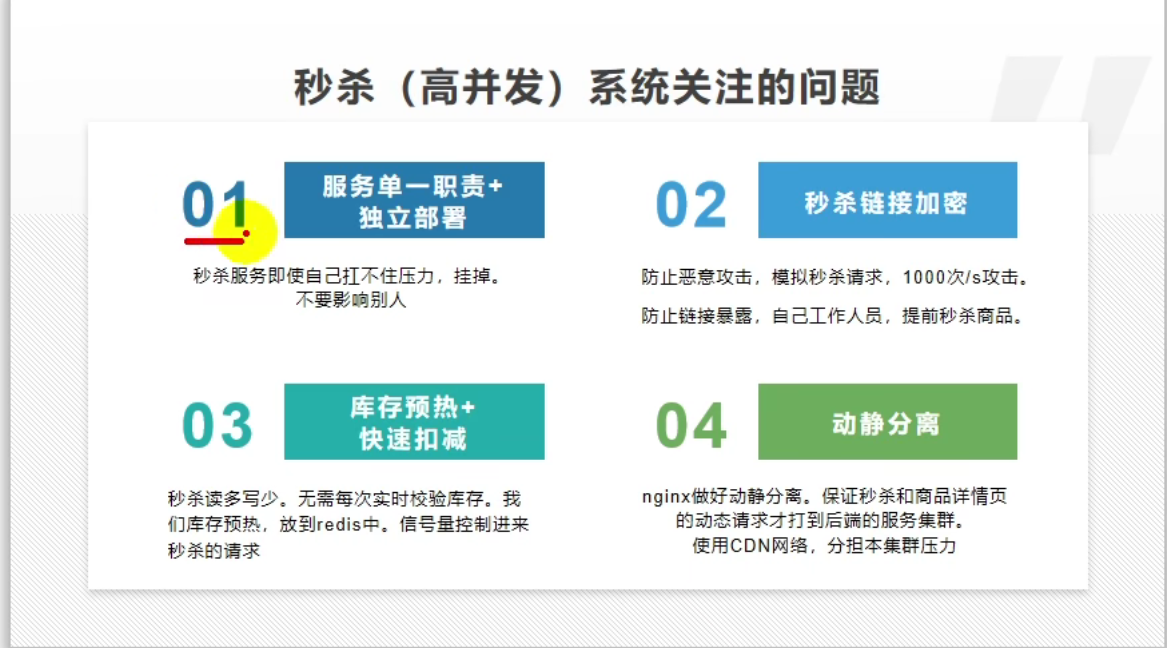 秒杀（高并发）系统关注的问题
01
服务单一职责+
独立部署
秒杀服务即使自己扛不住压力，挂掉。
不要影响别人
02
秒杀链接加密
防止恶意攻击，模拟秒杀请求，1000次/s攻击。
防止链接暴露，自己工作人员，提前秒杀商品。
03
库存预热+
快速扣减
秒杀读多写少。无需每次实时校验库存。我
们库存预热，放到redis中。信号量控制进来
秒杀的请求
04
动静分离
nginx做好动静分离。保证秒杀和商品详情页
的动态请求才打到后端的服务集群。
使用CDN网络，分担本集群压力